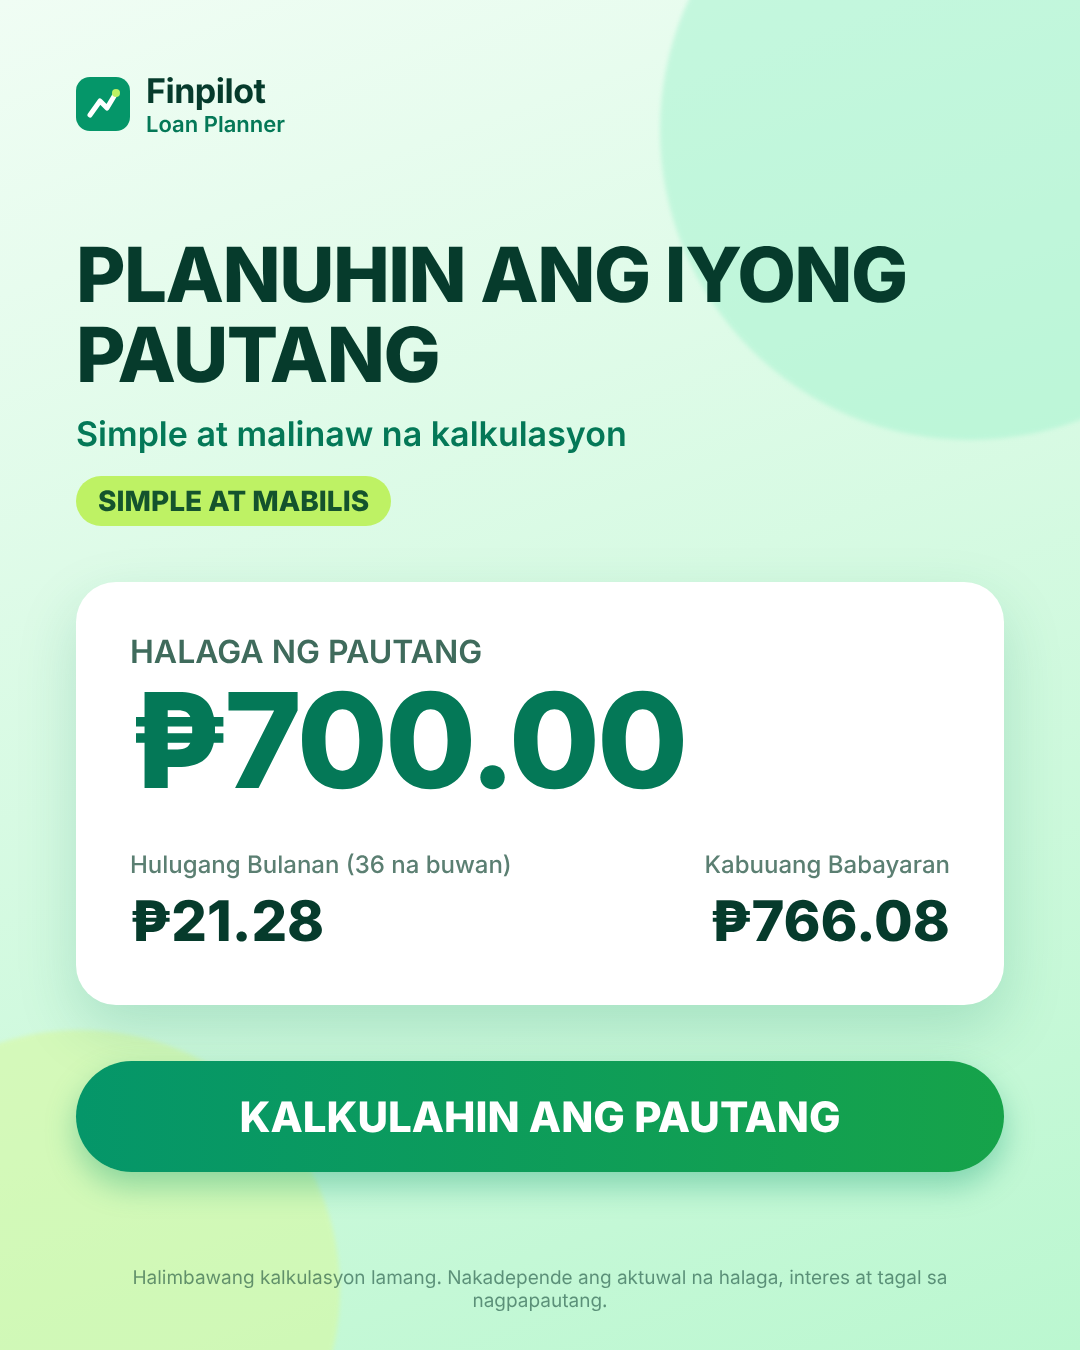 Finpilot
Loan Planner
PLANUHIN ANG IYONG
PAUTANG
Simple at malinaw na kalkulasyon
SIMPLE AT MABILIS
HALAGA NG PAUTANG
₱700.00
Hulugang Bulanan (36 na buwan)
₱21.28
Kabuuang Babayaran
₱766.08
KALKULAHIN ANG PAUTANG
Halimbawang kalkulasyon lamang. Nakadepende ang aktuwal na halaga, interes at tagal sa
nagpapautang.